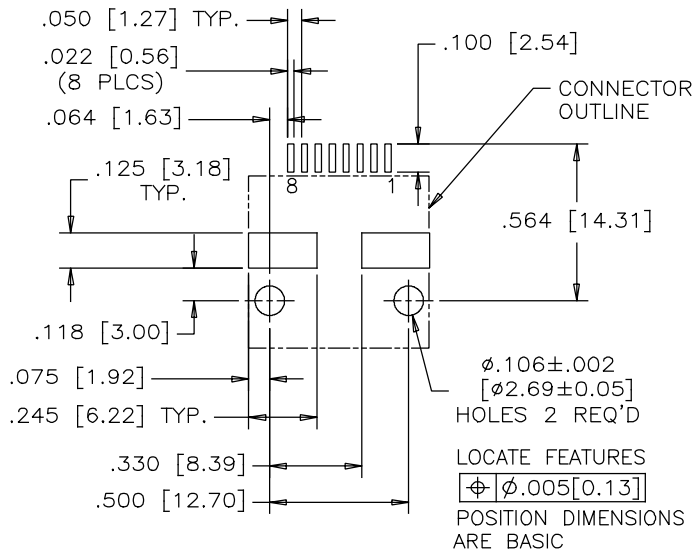 .050 [1.27] TYP.
.022 [0.56]
(8 PLCS)
.064 [1.63]
.100 [2.54]
CONNECTOR
OUTLINE
.125 [3.18]
TYP.
8
1
.564 [14.31]
.118 [3.00]
.075 [1.92]
.245 [6.22] TYP.
.330 [8.39]
.500 [12.70]
ø.106±.002
[ø2.69±0.05]
HOLES 2 REQ'D
LOCATE FEATURES
⌖ ø.005[0.13]
POSITION DIMENSIONS
ARE BASIC